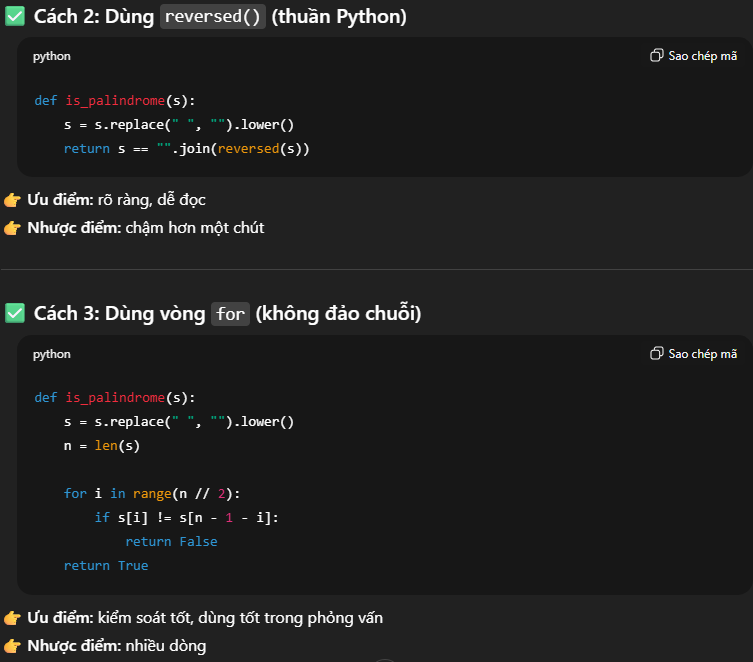 ✅ Cách 2: Dùng reversed() (thuần Python)
python
Sao chép mã
def is_palindrome(s):
    s = s.replace(" ", "").lower()
    return s == "".join(reversed(s))
👉 Ưu điểm: rõ ràng, dễ đọc
👉 Nhược điểm: chậm hơn một chút
✅ Cách 3: Dùng vòng for (không đảo chuỗi)
python
Sao chép mã
def is_palindrome(s):
    s = s.replace(" ", "").lower()
    n = len(s)
    for i in range(n // 2):
        if s[i] != s[n - 1 - i]:
            return False
    return True
👉 Ưu điểm: kiểm soát tốt, dùng tốt trong phỏng vấn
👉 Nhược điểm: nhiều dòng